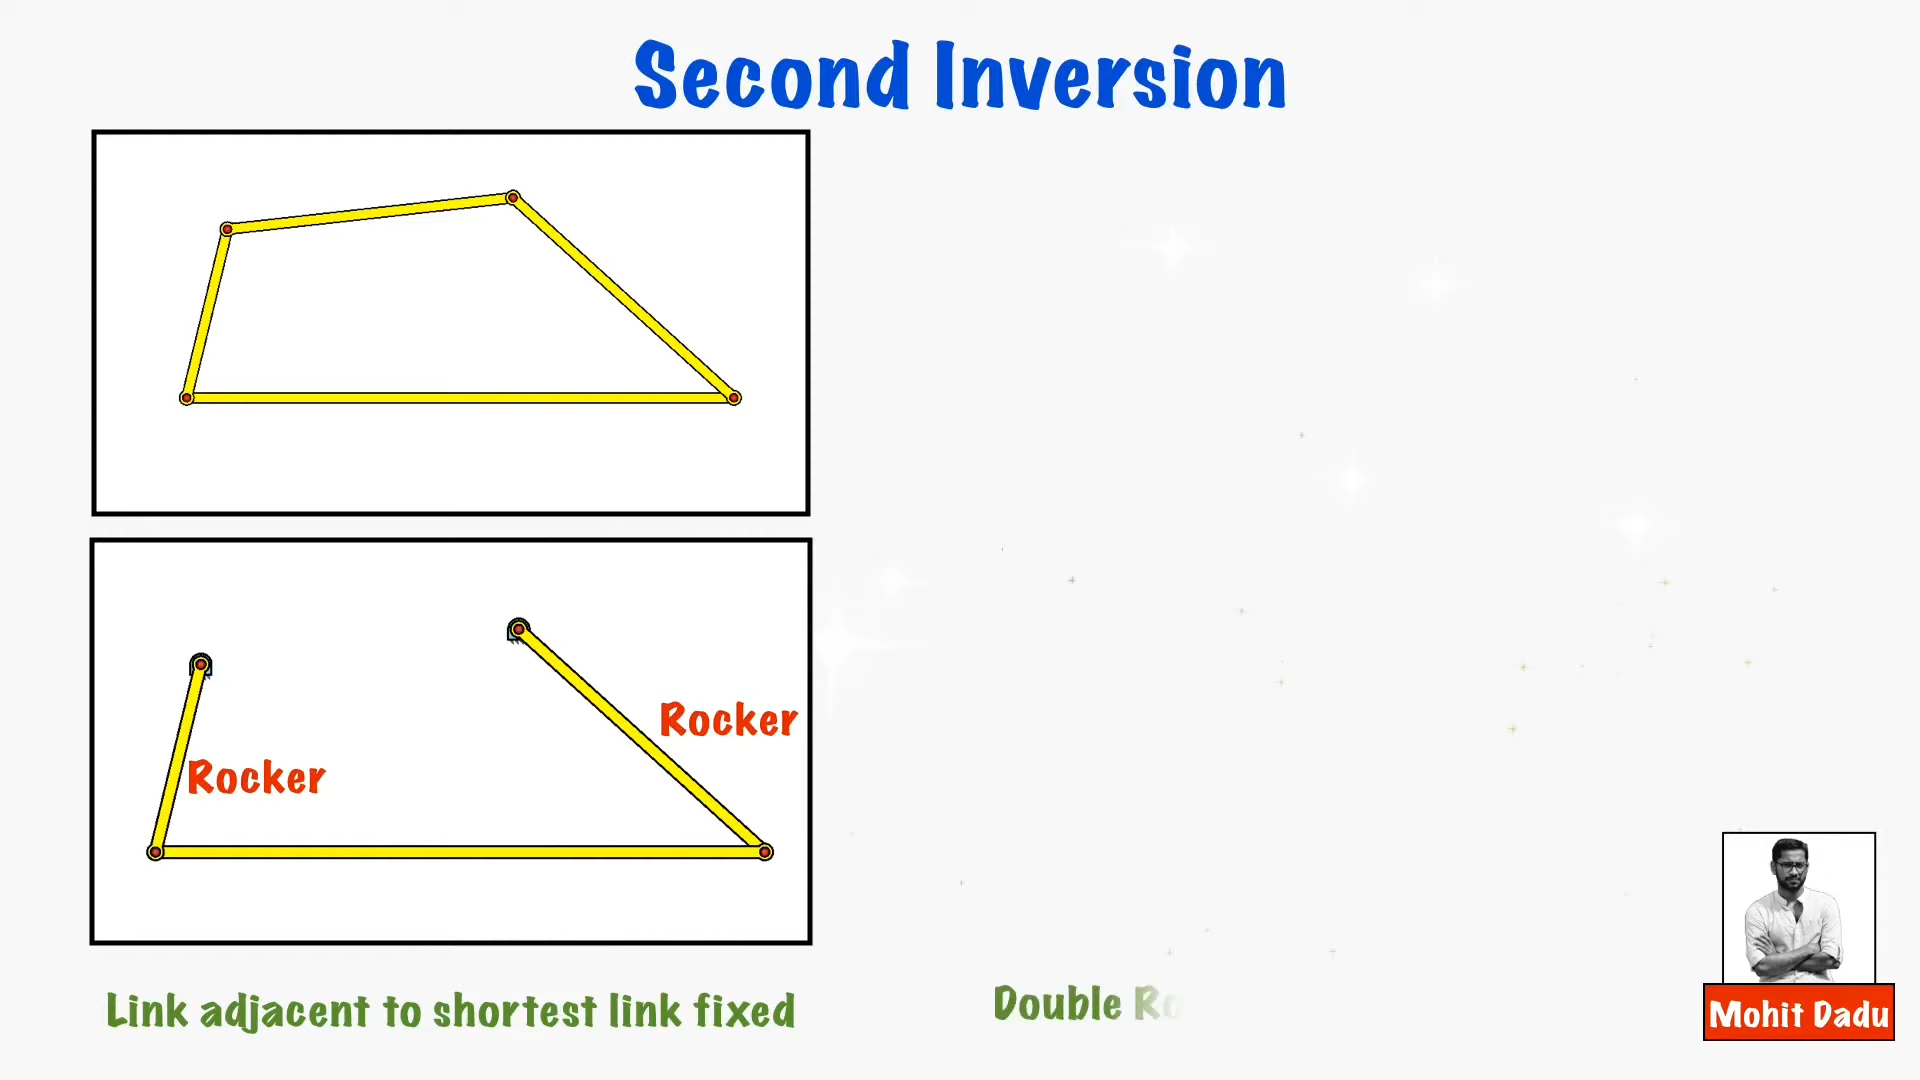 Second Inversion
Rocker
Rocker
Link adjacent to shortest link fixed
Double
Mohit Dadu